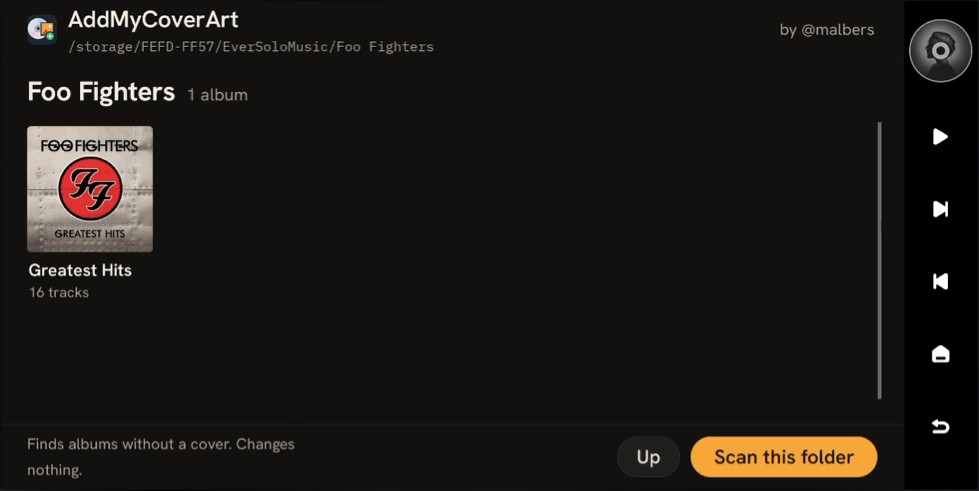 AddMyCoverArt
/storage/FEFD-FF57/EverSoloMusic/Foo Fighters
by @malbers
Foo Fighters 1 album
FOO FIGHTERS
FF
GREATEST HITS
Greatest Hits
16 tracks
Finds albums without a cover. Changes
nothing.
Up
Scan this folder